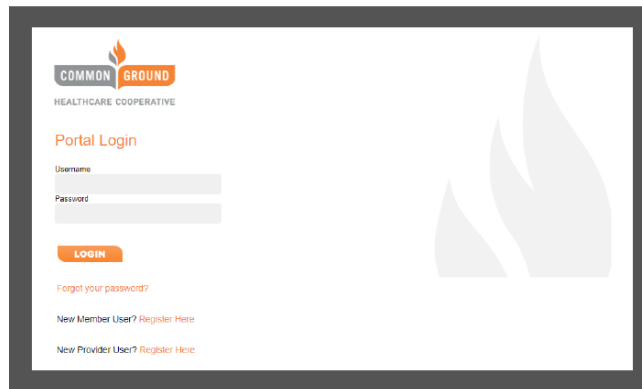 COMMON GROUND
HEALTHCARE COOPERATIVE
Portal Login
Username
Password
LOGIN
Forgot your password?
New Member User? Register Here
New Provider User? Register Here